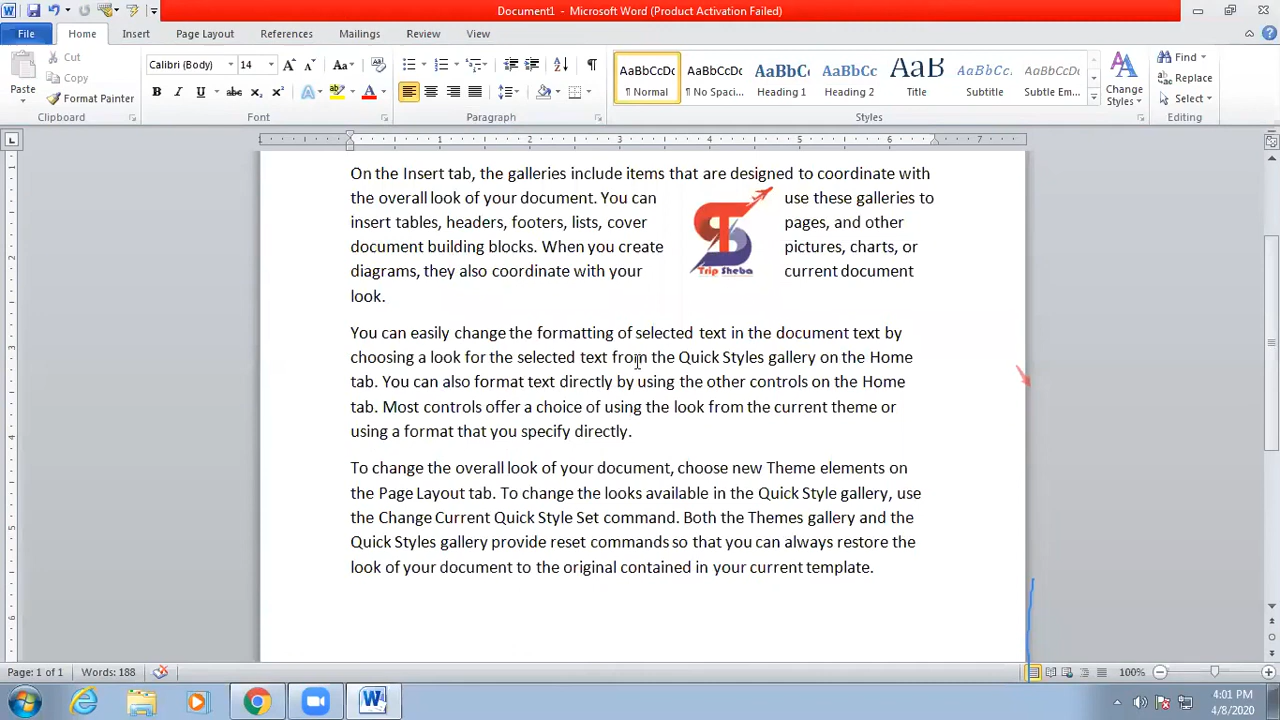 Document1 - Microsoft Word (Product Activation Failed)
File Home Insert Page Layout References Mailings Review View
Paste
Cut
Copy
Format Painter
Clipboard
Calibri (Body) 14
Font
Paragraph
AaBbCcDc AaBbCcDc AaBbC AaBbCc AaB AaBbCcL AaBbCcDc
¶ Normal ¶ No Spaci... Heading 1 Heading 2 Title Subtitle Subtle Em...
Styles
Change Styles
Find
Replace
Select
Editing
1 2 3 4 5 6 7
On the Insert tab, the galleries include items that are designed to coordinate with
the overall look of your document. You can use these galleries to
insert tables, headers, footers, lists, cover pages, and other
document building blocks. When you create pictures, charts, or
diagrams, they also coordinate with your current document
look.
Trip Sheba
You can easily change the formatting of selected text in the document text by
choosing a look for the selected text from the Quick Styles gallery on the Home
tab. You can also format text directly by using the other controls on the Home
tab. Most controls offer a choice of using the look from the current theme or
using a format that you specify directly.
To change the overall look of your document, choose new Theme elements on
the Page Layout tab. To change the looks available in the Quick Style gallery, use
the Change Current Quick Style Set command. Both the Themes gallery and the
Quick Styles gallery provide reset commands so that you can always restore the
look of your document to the original contained in your current template.
Page: 1 of 1 Words: 188 100%
4:01 PM
4/8/2020